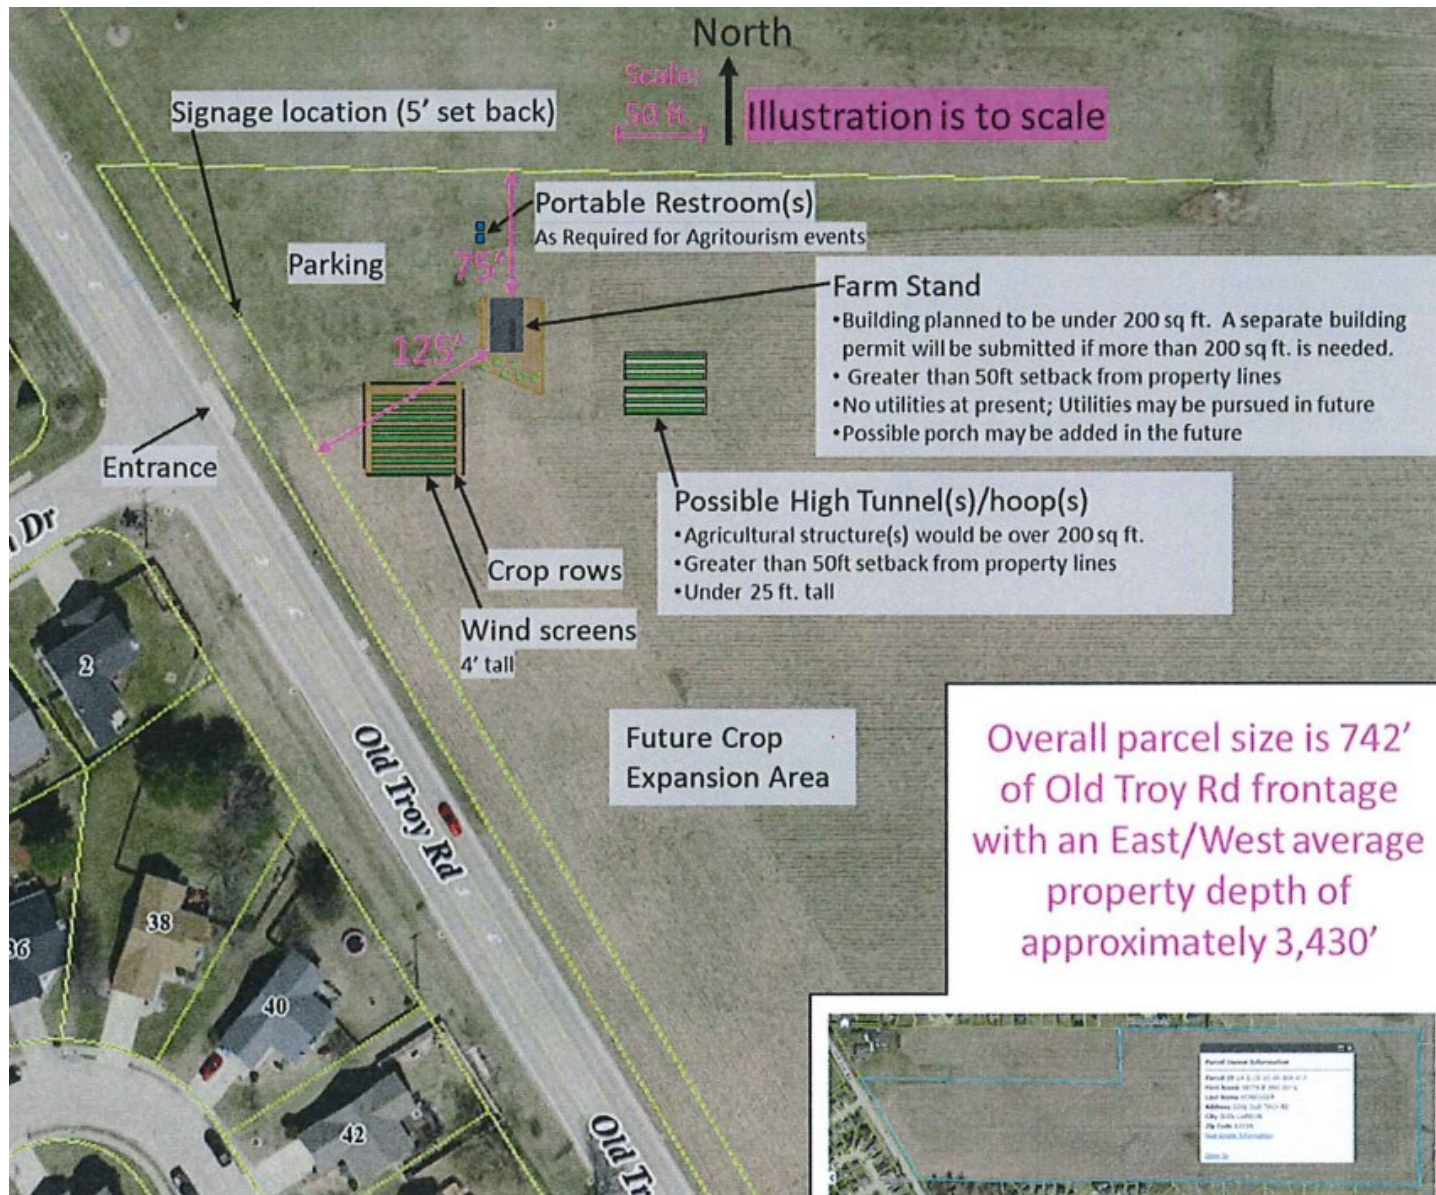 North
Scale:
50 ft.
Illustration is to scale
Signage location (5' set back)
Portable Restroom(s)
As Required for Agritourism events
75'
Parking
Farm Stand
•Building planned to be under 200 sq ft. A separate building
permit will be submitted if more than 200 sq ft. is needed.
• Greater than 50ft setback from property lines
•No utilities at present; Utilities may be pursued in future
•Possible porch may be added in the future
125'
Entrance
Possible High Tunnel(s)/hoop(s)
•Agricultural structure(s) would be over 200 sq ft.
•Greater than 50ft setback from property lines
•Under 25 ft. tall
Crop rows
Wind screens
4' tall
Dr
2
Old Troy Rd
Future Crop
Expansion Area
Overall parcel size is 742'
of Old Troy Rd frontage
with an East/West average
property depth of
approximately 3,430'
38
36
40
42
Old Tr
Parcel Owner Information